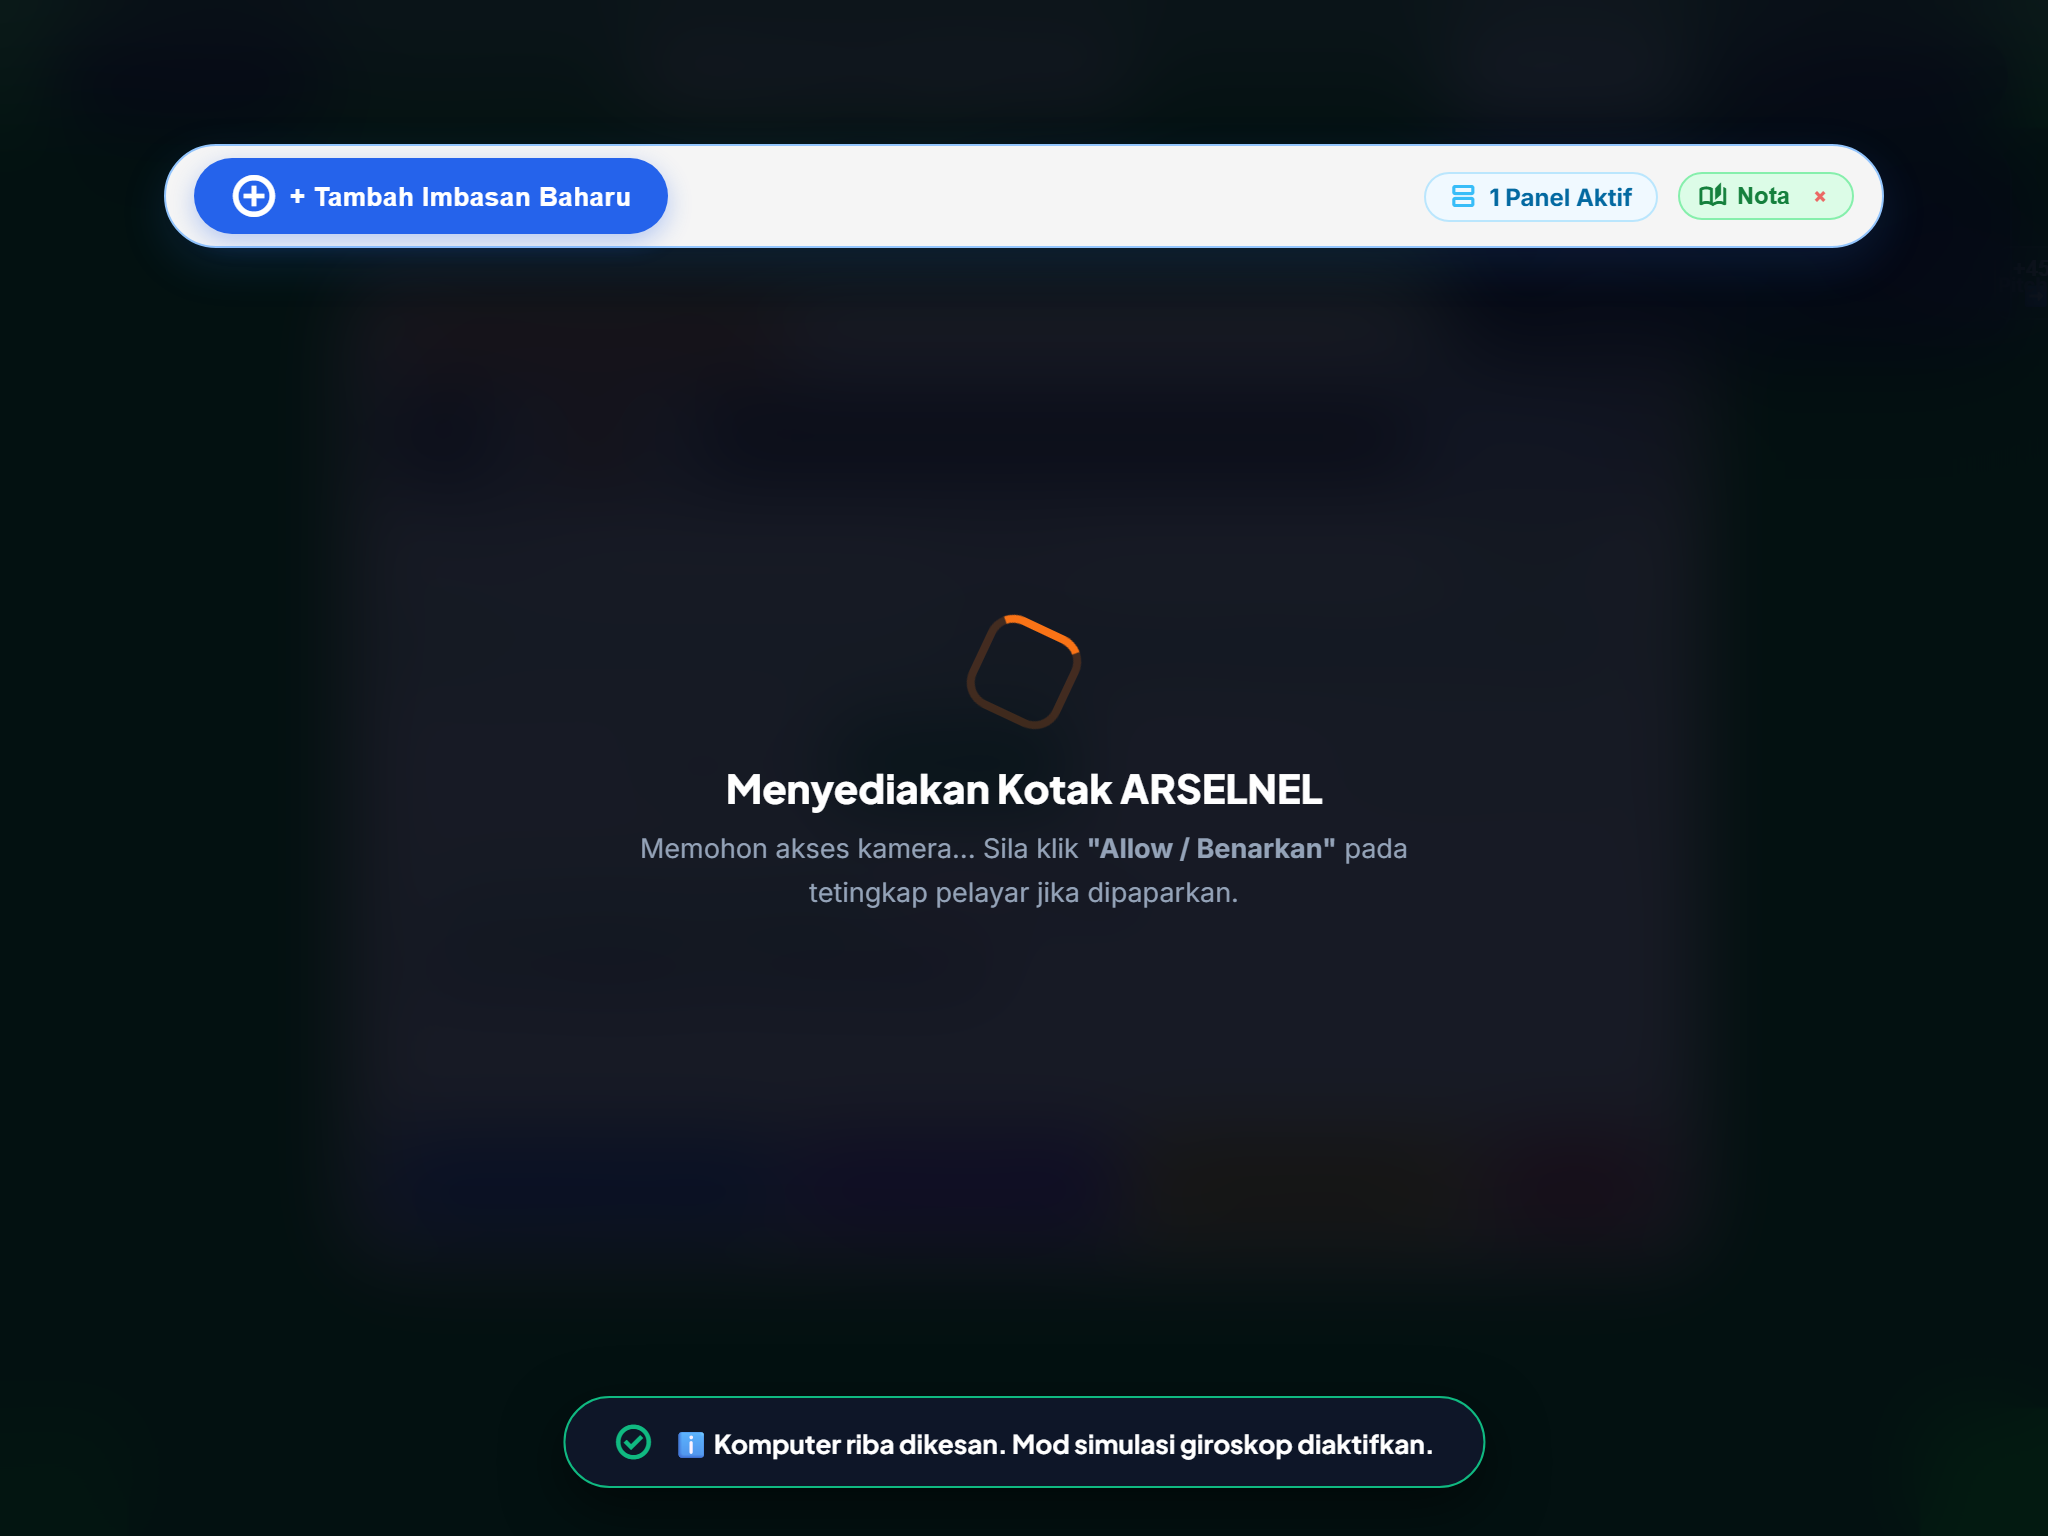 + Tambah Imbasan Baharu
1 Panel Aktif
Nota ×
Menyediakan Kotak ARSELNEL
Memohon akses kamera... Sila klik "Allow / Benarkan" pada
tetingkap pelayar jika dipaparkan.
ℹ️ Komputer riba dikesan. Mod simulasi giroskop diaktifkan.